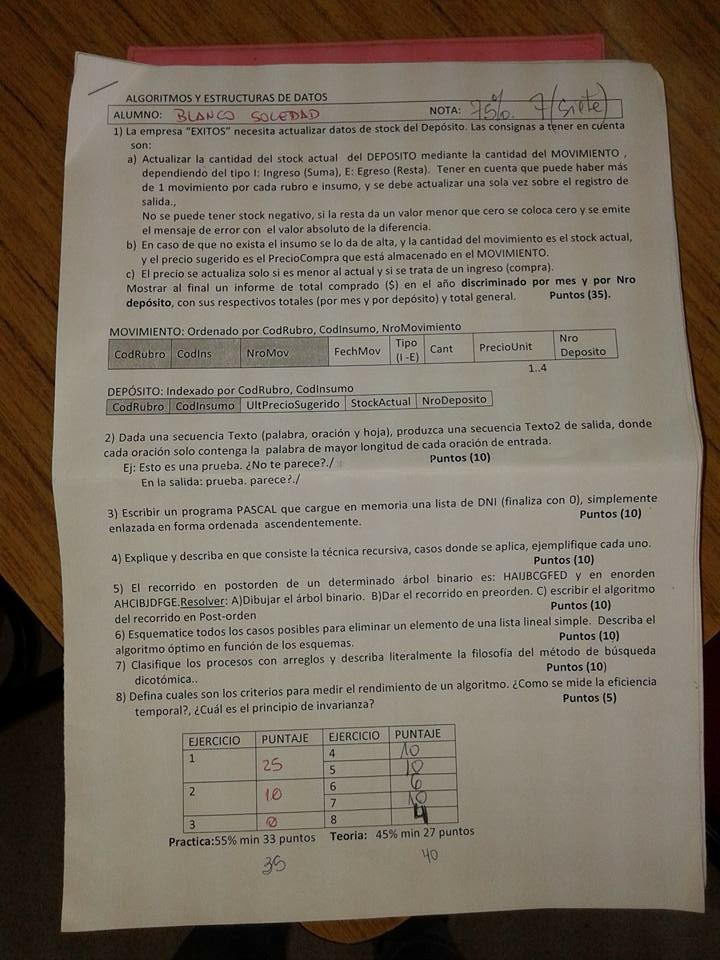 ALGORITMOS Y ESTRUCTURAS DE DATOS
ALUMNO: BLANCO SOLEDAD NOTA: 75%. 7 (siete)
1) La empresa "EXITOS" necesita actualizar datos de stock del Depósito. Las consignas a tener en cuenta
son:
a) Actualizar la cantidad del stock actual del DEPOSITO mediante la cantidad del MOVIMIENTO ,
dependiendo del tipo I: Ingreso (Suma), E: Egreso (Resta). Tener en cuenta que puede haber más
de 1 movimiento por cada rubro e insumo, y se debe actualizar una sola vez sobre el registro de
salida.,
No se puede tener stock negativo, si la resta da un valor menor que cero se coloca cero y se emite
el mensaje de error con el valor absoluto de la diferencia.
b) En caso de que no exista el insumo se lo da de alta, y la cantidad del movimiento es el stock actual,
y el precio sugerido es el PrecioCompra que está almacenado en el MOVIMIENTO.
c) El precio se actualiza solo si es menor al actual y si se trata de un ingreso (compra).
Mostrar al final un informe de total comprado ($) en el año discriminado por mes y por Nro
depósito, con sus respectivos totales (por mes y por depósito) y total general. Puntos (35).
MOVIMIENTO: Ordenado por CodRubro, CodInsumo, NroMovimiento
CodRubro CodIns NroMov FechMov Tipo (I -E) Cant PrecioUnit Nro Deposito
1..4
DEPÓSITO: Indexado por CodRubro, CodInsumo
CodRubro CodInsumo UltPrecioSugerido StockActual NroDeposito
2) Dada una secuencia Texto (palabra, oración y hoja), produzca una secuencia Texto2 de salida, donde
cada oración solo contenga la palabra de mayor longitud de cada oración de entrada.
Ej: Esto es una prueba. ¿No te parece?./ Puntos (10)
En la salida: prueba. parece?./
3) Escribir un programa PASCAL que cargue en memoria una lista de DNI (finaliza con 0), simplemente
enlazada en forma ordenada ascendentemente. Puntos (10)
4) Explique y describa en que consiste la técnica recursiva, casos donde se aplica, ejemplifique cada uno.
Puntos (10)
5) El recorrido en postorden de un determinado árbol binario es: HAIJBCGFED y en enorden
AHCIBJDFGE.Resolver: A)Dibujar el árbol binario. B)Dar el recorrido en preorden. C) escribir el algoritmo
del recorrido en Post-orden Puntos (10)
6) Esquematice todos los casos posibles para eliminar un elemento de una lista lineal simple. Describa el
algoritmo óptimo en función de los esquemas. Puntos (10)
7) Clasifique los procesos con arreglos y describa literalmente la filosofía del método de búsqueda
dicotómica.. Puntos (10)
8) Defina cuales son los criterios para medir el rendimiento de un algoritmo. ¿Como se mide la eficiencia
temporal?, ¿Cuál es el principio de invarianza? Puntos (5)
EJERCICIO PUNTAJE EJERCICIO PUNTAJE
1 25 4 10
5 10
2 10 6 6
7 10
3 0 8 4
Practica:55% min 33 puntos Teoria: 45% min 27 puntos
35 40